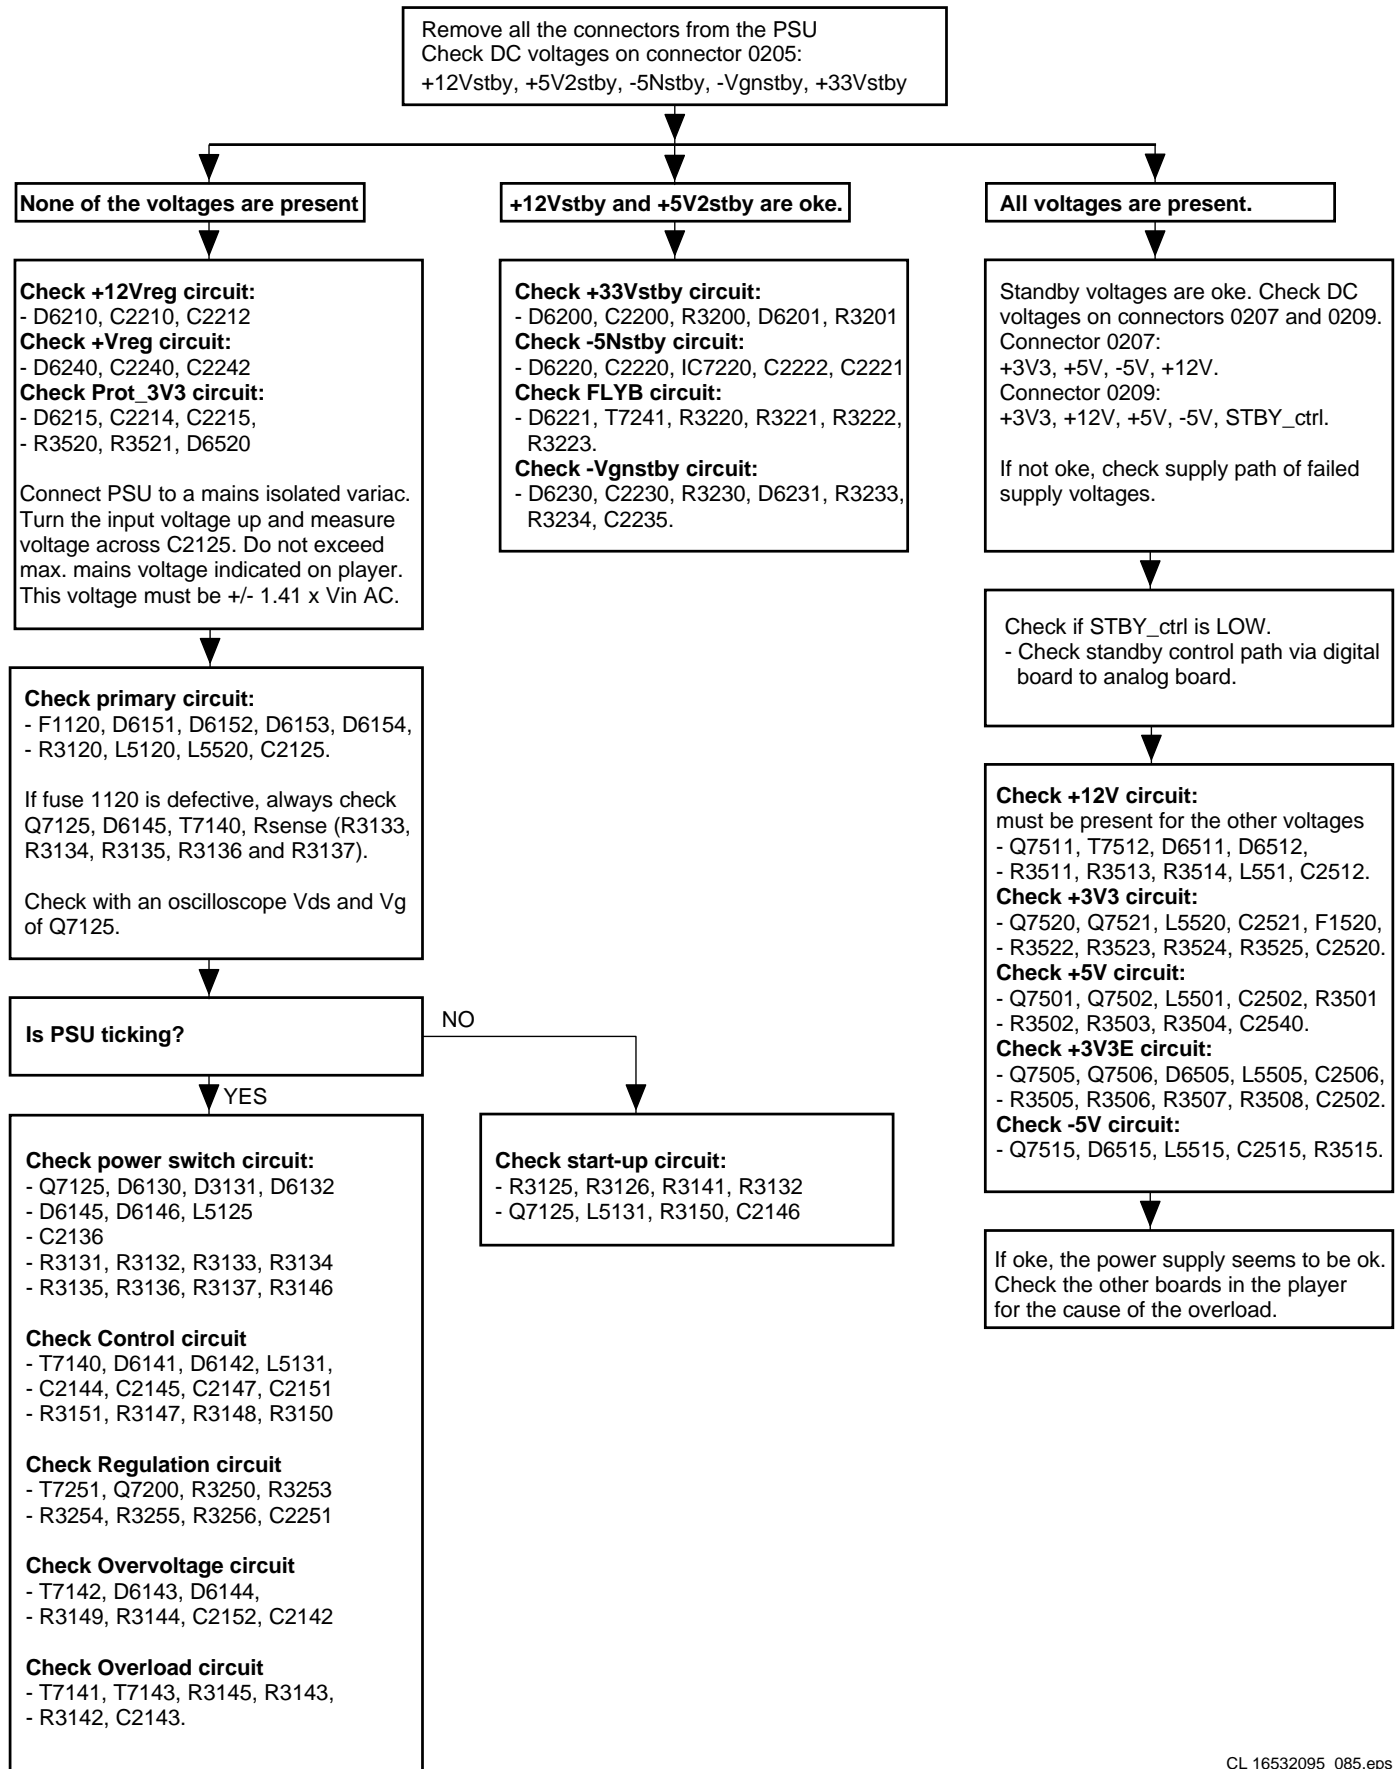 Remove all the connectors from the PSU
Check DC voltages on connector 0205:
+12Vstby, +5V2stby, -5Nstby, -Vgnstby, +33Vstby
None of the voltages are present
Check +12Vreg circuit:
- D6210, C2210, C2212
Check +Vreg circuit:
- D6240, C2240, C2242
Check Prot_3V3 circuit:
- D6215, C2214, C2215,
- R3520, R3521, D6520
Connect PSU to a mains isolated variac.
Turn the input voltage up and measure
voltage across C2125. Do not exceed
max. mains voltage indicated on player.
This voltage must be +/- 1.41 x Vin AC.
Check primary circuit:
- F1120, D6151, D6152, D6153, D6154,
- R3120, L5120, L5520, C2125.
If fuse 1120 is defective, always check
Q7125, D6145, T7140, Rsense (R3133,
R3134, R3135, R3136 and R3137).
Check with an oscilloscope Vds and Vg
of Q7125.
Is PSU ticking?
NO
YES
Check power switch circuit:
- Q7125, D6130, D3131, D6132
- D6145, D6146, L5125
- C2136
- R3131, R3132, R3133, R3134
- R3135, R3136, R3137, R3146
Check Control circuit
- T7140, D6141, D6142, L5131,
- C2144, C2145, C2147, C2151
- R3151, R3147, R3148, R3150
Check Regulation circuit
- T7251, Q7200, R3250, R3253
- R3254, R3255, R3256, C2251
Check Overvoltage circuit
- T7142, D6143, D6144,
- R3149, R3144, C2152, C2142
Check Overload circuit
- T7141, T7143, R3145, R3143,
- R3142, C2143.
Check start-up circuit:
- R3125, R3126, R3141, R3132
- Q7125, L5131, R3150, C2146
+12Vstby and +5V2stby are oke.
Check +33Vstby circuit:
- D6200, C2200, R3200, D6201, R3201
Check -5Nstby circuit:
- D6220, C2220, IC7220, C2222, C2221
Check FLYB circuit:
- D6221, T7241, R3220, R3221, R3222,
R3223.
Check -Vgnstby circuit:
- D6230, C2230, R3230, D6231, R3233,
R3234, C2235.
All voltages are present.
Standby voltages are oke. Check DC
voltages on connectors 0207 and 0209.
Connector 0207:
+3V3, +5V, -5V, +12V.
Connector 0209:
+3V3, +12V, +5V, -5V, STBY_ctrl.
If not oke, check supply path of failed
supply voltages.
Check if STBY_ctrl is LOW.
- Check standby control path via digital
board to analog board.
Check +12V circuit:
must be present for the other voltages
- Q7511, T7512, D6511, D6512,
- R3511, R3513, R3514, L551, C2512.
Check +3V3 circuit:
- Q7520, Q7521, L5520, C2521, F1520,
- R3522, R3523, R3524, R3525, C2520.
Check +5V circuit:
- Q7501, Q7502, L5501, C2502, R3501
- R3502, R3503, R3504, C2540.
Check +3V3E circuit:
- Q7505, Q7506, D6505, L5505, C2506,
- R3505, R3506, R3507, R3508, C2502.
Check -5V circuit:
- Q7515, D6515, L5515, C2515, R3515.
If oke, the power supply seems to be ok.
Check the other boards in the player
for the cause of the overload.
CL 16532095_085.eps